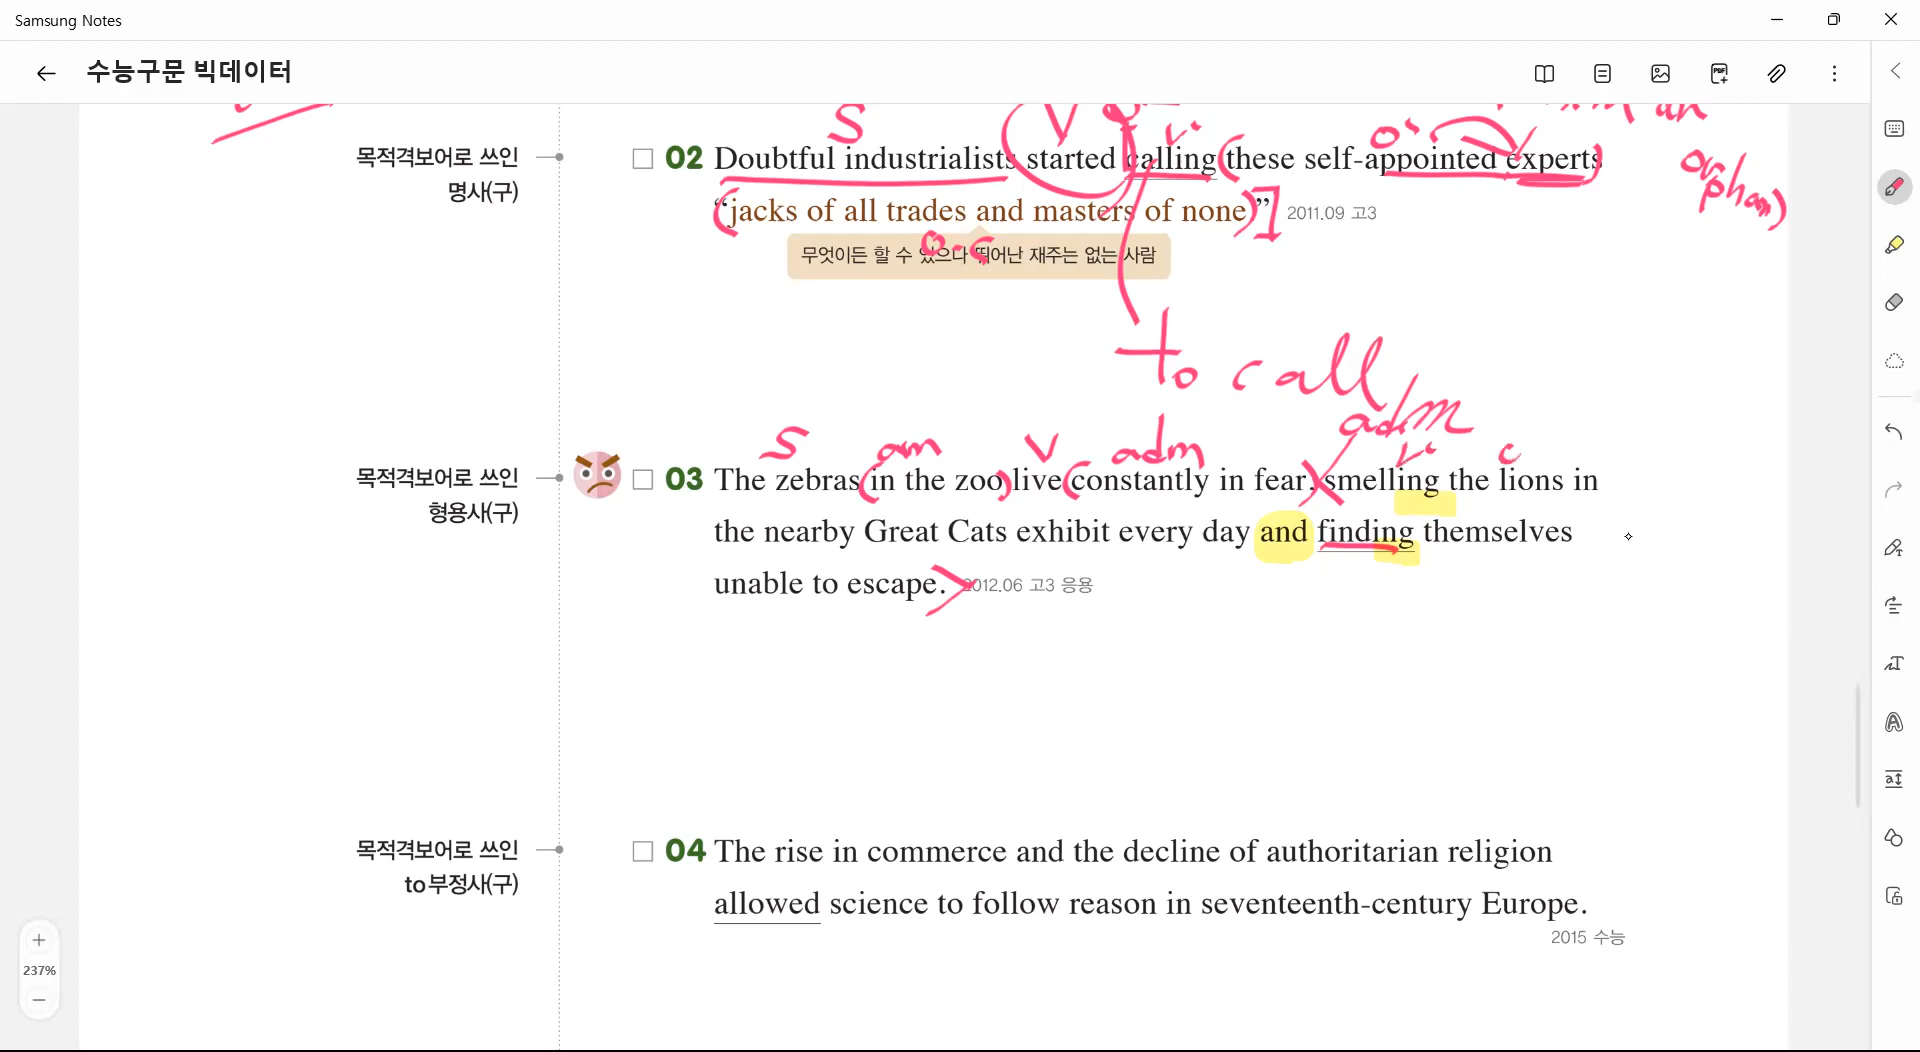 Samsung Notes
수능구문 빅데이터
S V v' o'
목적격보어로 쓰인
명사(구)
02 Doubtful industrialists started calling these self-appointed experts
orphan)
“jacks of all trades and masters of none” 2011.09 고3
o·c
무엇이든 할 수 있으나 뛰어난 재주는 없는 사람
to call
S am V adm adm v' c
목적격보어로 쓰인
형용사(구)
03 The zebras in the zoo live constantly in fear, smelling the lions in
the nearby Great Cats exhibit every day and finding themselves
unable to escape. 2012.06 고3 응용
목적격보어로 쓰인
to부정사(구)
04 The rise in commerce and the decline of authoritarian religion
allowed science to follow reason in seventeenth-century Europe.
2015 수능
237%